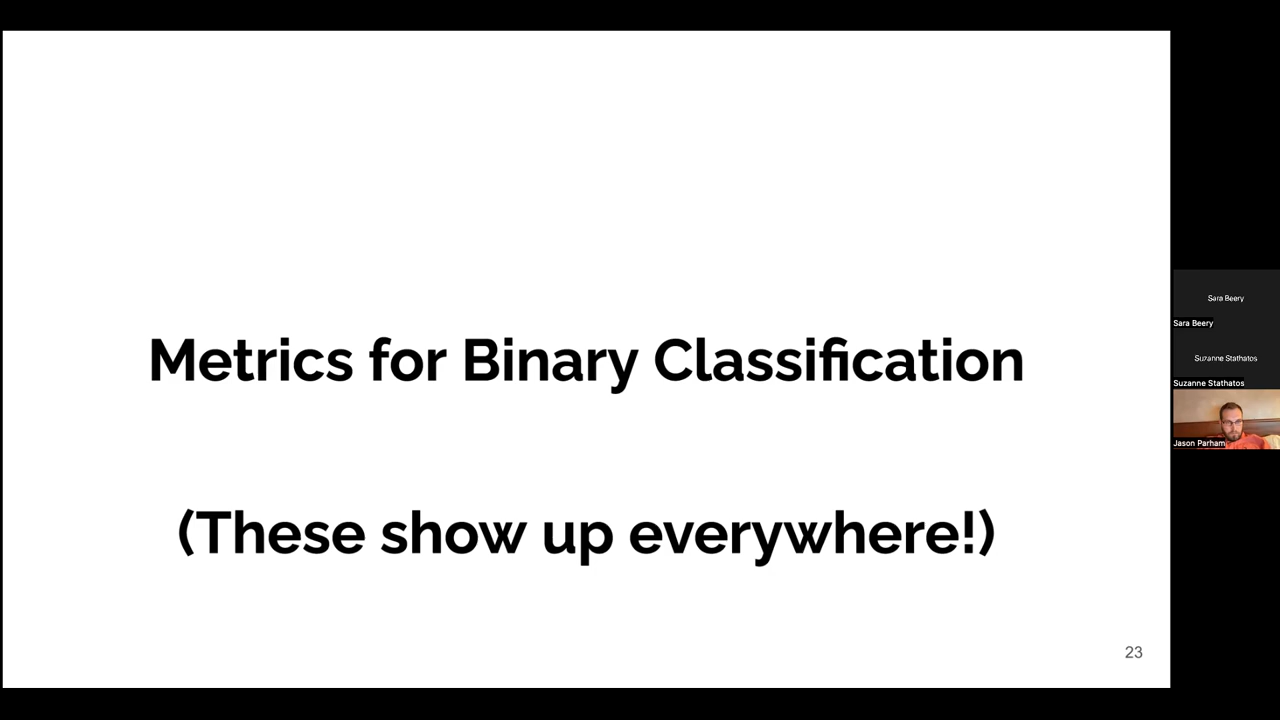 Metrics for Binary Classification
(These show up everywhere!)
23
Sara Beery
Sara Beery
Suzanne Stathatos
Suzanne Stathatos
Jason Parham